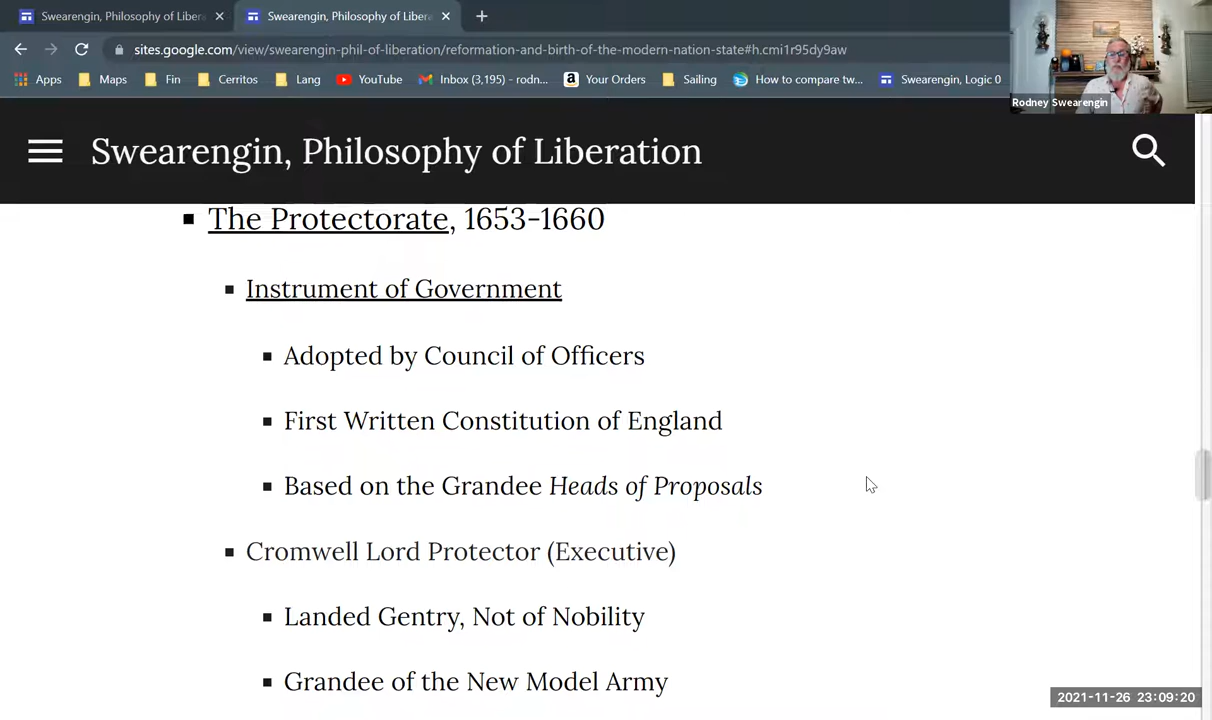 Swearengin, Philosophy of Liber
Swearengin, Philosophy of Liber
sites.google.com/view/swearengin-phil-of-liberation/reformation-and-birth-of-the-modern-nation-state#h.cmi1r95dy9aw
Apps Maps Fin Cerritos Lang YouTube Inbox (3,195) - rodn... Your Orders Sailing How to compare tw... Swearengin, Logic 0
Rodney Swearengin
Swearengin, Philosophy of Liberation
The Protectorate, 1653-1660
Instrument of Government
Adopted by Council of Officers
First Written Constitution of England
Based on the Grandee Heads of Proposals
Cromwell Lord Protector (Executive)
Landed Gentry, Not of Nobility
Grandee of the New Model Army
2021-11-26 23:09:20